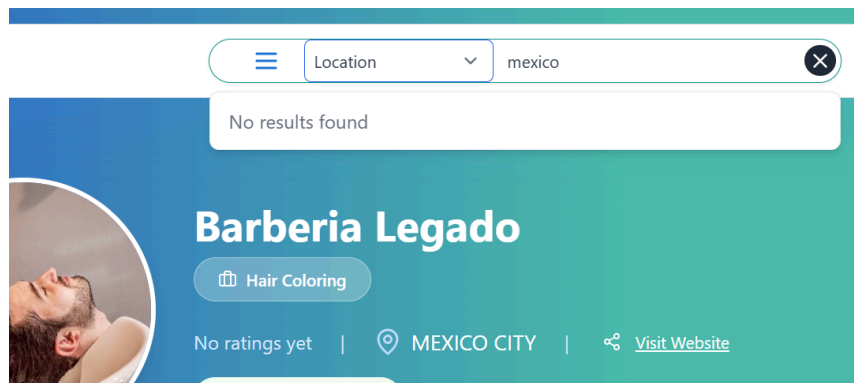 Location mexico
No results found
Barberia Legado
Hair Coloring
No ratings yet | MEXICO CITY | Visit Website